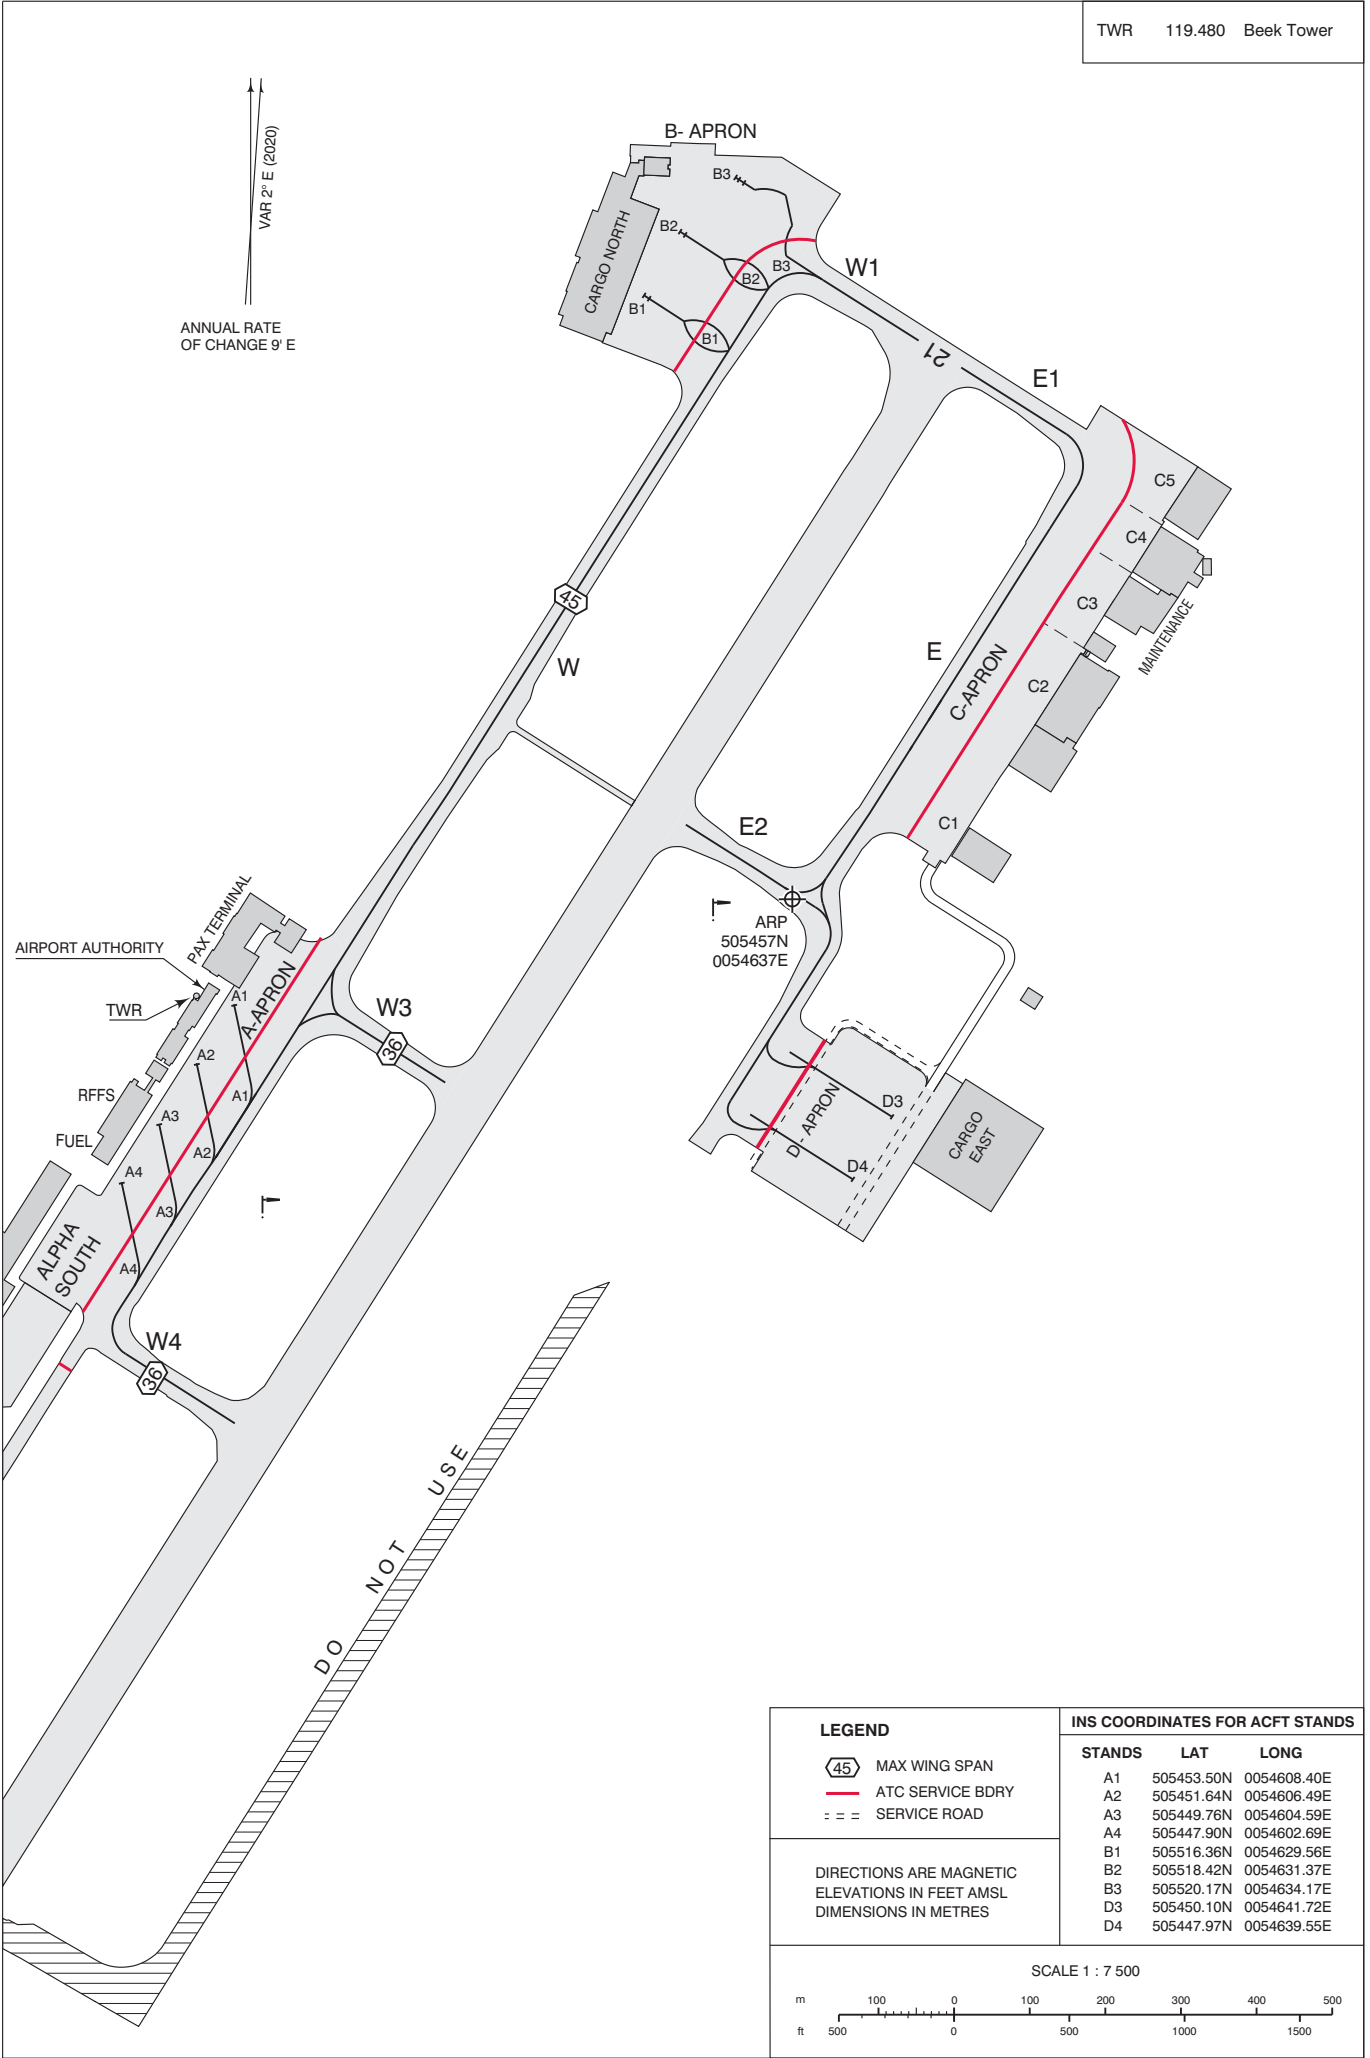 TWR 119.480 Beek Tower
VAR 2° E (2020)
ANNUAL RATE
OF CHANGE 9' E
B- APRON
B3
B2
B1
CARGO NORTH
B3
B2
B1
W1
21
E1
C5
C4
C3
C2
C1
MAINTENANCE
C-APRON
E
45
W
E2
ARP
505457N
0054637E
PAX TERMINAL
AIRPORT AUTHORITY
TWR
RFFS
FUEL
A-APRON
A1
A2
A3
A4
A1
A2
A3
A4
W3
36
ALPHA
SOUTH
W4
36
D - APRON
D3
D4
CARGO
EAST
DO NOT USE
LEGEND
45 MAX WING SPAN
ATC SERVICE BDRY
SERVICE ROAD
DIRECTIONS ARE MAGNETIC
ELEVATIONS IN FEET AMSL
DIMENSIONS IN METRES
INS COORDINATES FOR ACFT STANDS
STANDS LAT LONG
A1 505453.50N 0054608.40E
A2 505451.64N 0054606.49E
A3 505449.76N 0054604.59E
A4 505447.90N 0054602.69E
B1 505516.36N 0054629.56E
B2 505518.42N 0054631.37E
B3 505520.17N 0054634.17E
D3 505450.10N 0054641.72E
D4 505447.97N 0054639.55E
SCALE 1 : 7 500
m 100 0 100 200 300 400 500
ft 500 0 500 1000 1500